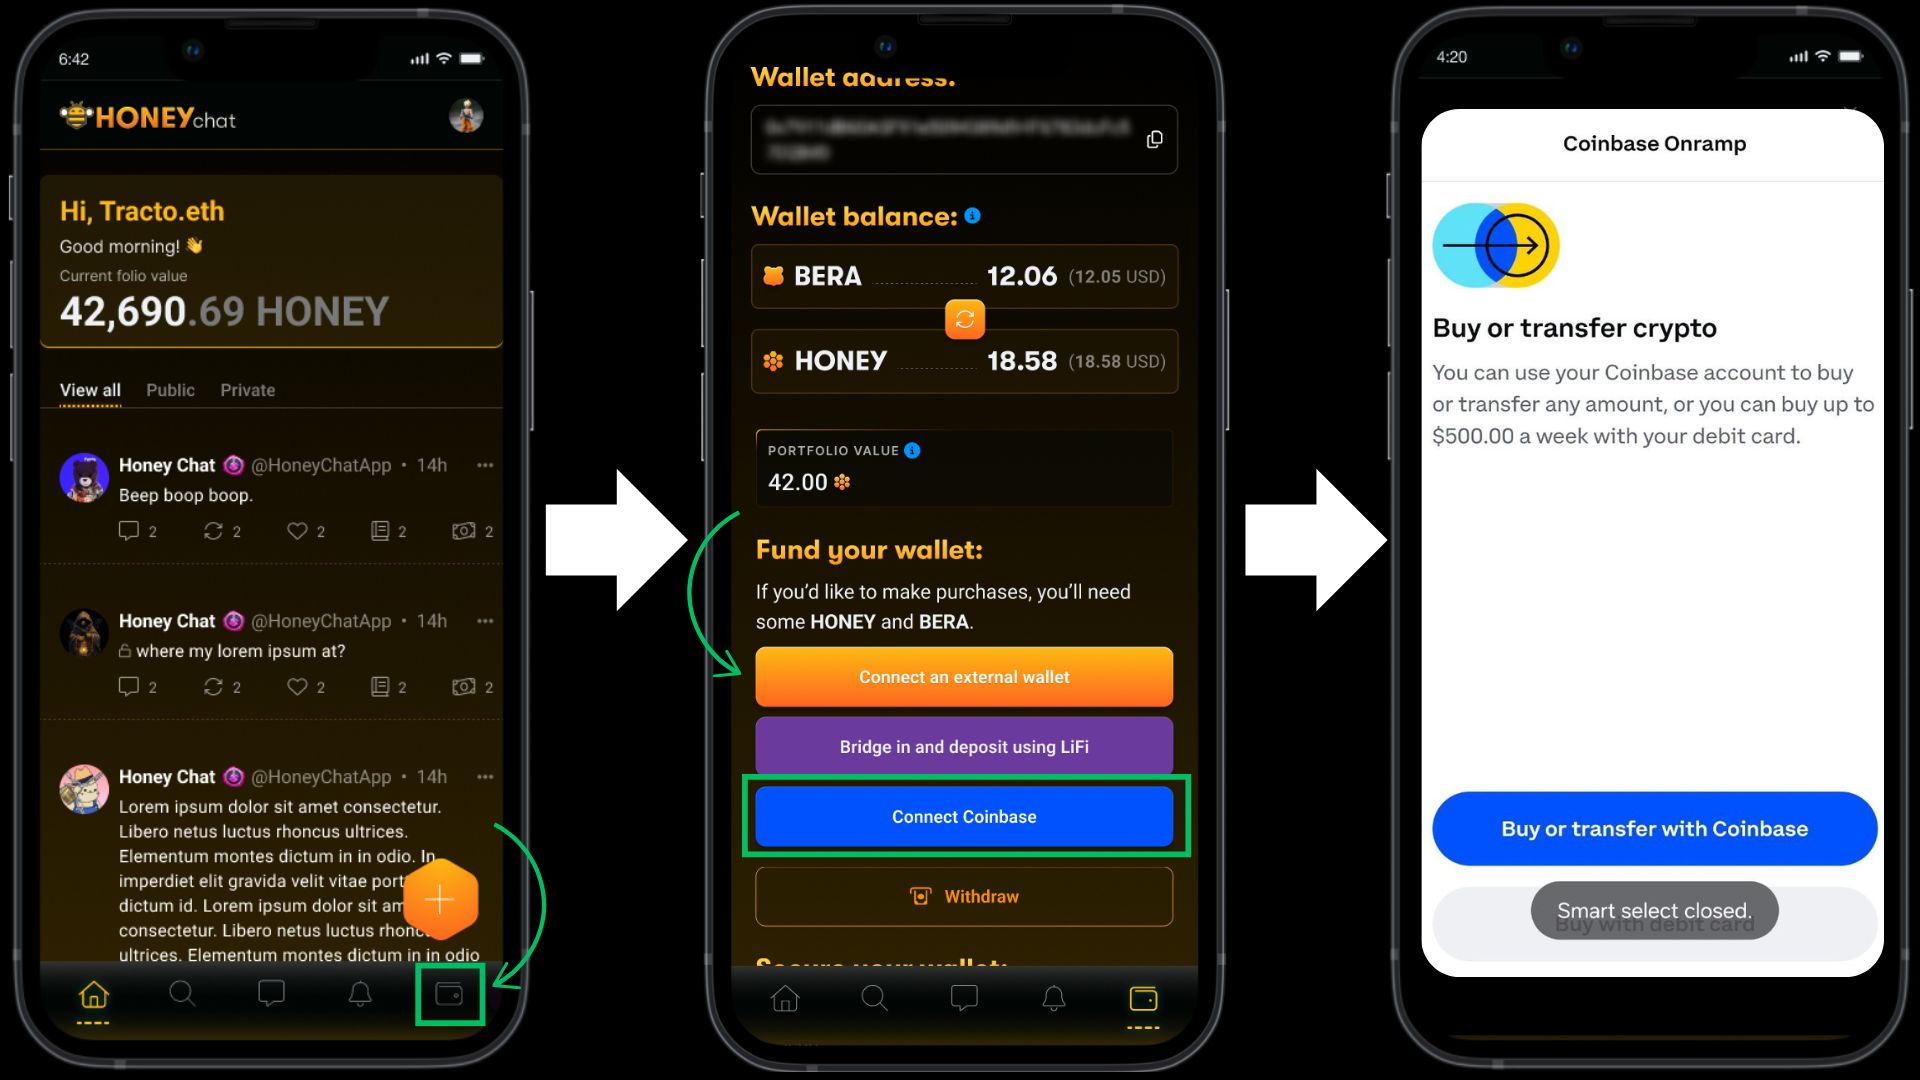 6:42
HONEYchat
Hi, Tracto.eth
Good morning! 👋
Current folio value
42,690.69 HONEY
View all Public Private
Honey Chat @HoneyChatApp • 14h
Beep boop boop.
2 2 2 2 2
Honey Chat @HoneyChatApp • 14h
where my lorem ipsum at?
2 2 2 2 2
Honey Chat @HoneyChatApp • 14h
Lorem ipsum dolor sit amet consectetur.
Libero netus luctus rhoncus ultrices.
Elementum montes dictum in in odio. In
imperdiet elit gravida velit vitae port
dictum id. Lorem ipsum dolor sit am
consectetur. Libero netus luctus rhonc
ultrices. Elementum montes dictum in in odio
Wallet address:
Wallet balance:
BERA 12.06 (12.05 USD)
HONEY 18.58 (18.58 USD)
PORTFOLIO VALUE
42.00
Fund your wallet:
If you’d like to make purchases, you’ll need
some HONEY and BERA.
Connect an external wallet
Bridge in and deposit using LiFi
Connect Coinbase
Withdraw
Secure your wallet:
4:20
Coinbase Onramp
Buy or transfer crypto
You can use your Coinbase account to buy
or transfer any amount, or you can buy up to
$500.00 a week with your debit card.
Buy or transfer with Coinbase
Smart select closed.
Buy with debit card